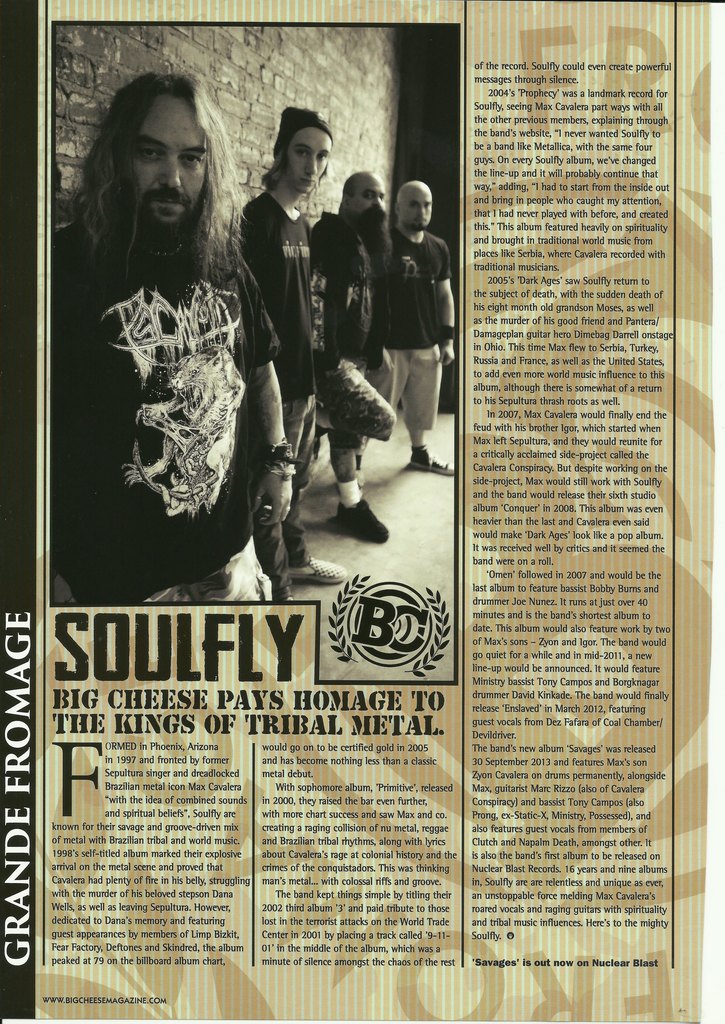 GRANDE FROMAGE
SOULFLY
BC
BIG CHEESE PAYS HOMAGE TO
THE KINGS OF TRIBAL METAL.
FORMED in Phoenix, Arizona
in 1997 and fronted by former
Sepultura singer and dreadlocked
Brazilian metal icon Max Cavalera
"with the idea of combined sounds
and spiritual beliefs", Soulfly are
known for their savage and groove-driven mix
of metal with Brazilian tribal and world music.
1998's self-titled album marked their explosive
arrival on the metal scene and proved that
Cavalera had plenty of fire in his belly, struggling
with the murder of his beloved stepson Dana
Wells, as well as leaving Sepultura. However,
dedicated to Dana's memory and featuring
guest appearances by members of Limp Bizkit,
Fear Factory, Deftones and Skindred, the album
peaked at 79 on the billboard album chart,
would go on to be certified gold in 2005
and has become nothing less than a classic
metal debut.
With sophomore album, 'Primitive', released
in 2000, they raised the bar even further,
with more chart success and saw Max and co.
creating a raging collision of nu metal, reggae
and Brazilian tribal rhythms, along with lyrics
about Cavalera's rage at colonial history and the
crimes of the conquistadors. This was thinking
man's metal... with colossal riffs and groove.
The band kept things simple by titling their
2002 third album '3' and paid tribute to those
lost in the terrorist attacks on the World Trade
Center in 2001 by placing a track called '9-11-
01' in the middle of the album, which was a
minute of silence amongst the chaos of the rest
of the record. Soulfly could even create powerful
messages through silence.
2004's 'Prophecy' was a landmark record for
Soulfly, seeing Max Cavalera part ways with all
the other previous members, explaining through
the band's website, "I never wanted Soulfly to
be a band like Metallica, with the same four
guys. On every Soulfly album, we've changed
the line-up and it will probably continue that
way," adding, "I had to start from the inside out
and bring in people who caught my attention,
that I had never played with before, and created
this." This album featured heavily on spirituality
and brought in traditional world music from
places like Serbia, where Cavalera recorded with
traditional musicians.
2005's 'Dark Ages' saw Soulfly return to
the subject of death, with the sudden death of
his eight month old grandson Moses, as well
as the murder of his good friend and Pantera/
Damageplan guitar hero Dimebag Darrell onstage
in Ohio. This time Max flew to Serbia, Turkey,
Russia and France, as well as the United States,
to add even more world music influence to this
album, although there is somewhat of a return
to his Sepultura thrash roots as well.
In 2007, Max Cavalera would finally end the
feud with his brother Igor, which started when
Max left Sepultura, and they would reunite for
a critically acclaimed side-project called the
Cavalera Conspiracy. But despite working on the
side-project, Max would still work with Soulfly
and the band would release their sixth studio
album 'Conquer' in 2008. This album was even
heavier than the last and Cavalera even said
would make 'Dark Ages' look like a pop album.
It was received well by critics and it seemed the
band were on a roll.
'Omen' followed in 2007 and would be the
last album to feature bassist Bobby Burns and
drummer Joe Nunez. It runs at just over 40
minutes and is the band's shortest album to
date. This album would also feature work by two
of Max's sons – Zyon and Igor. The band would
go quiet for a while and in mid-2011, a new
line-up would be announced. It would feature
Ministry bassist Tony Campos and Borgknagar
drummer David Kinkade. The band would finally
release 'Enslaved' in March 2012, featuring
guest vocals from Dez Fafara of Coal Chamber/
Devildriver.
The band's new album 'Savages' was released
30 September 2013 and features Max's son
Zyon Cavalera on drums permanently, alongside
Max, guitarist Marc Rizzo (also of Cavalera
Conspiracy) and bassist Tony Campos (also
Prong, ex-Static-X, Ministry, Possessed), and
also features guest vocals from members of
Clutch and Napalm Death, amongst other. It
is also the band's first album to be released on
Nuclear Blast Records. 16 years and nine albums
in, Soulfly are are relentless and unique as ever,
an unstoppable force melding Max Cavalera's
roared vocals and raging guitars with spirituality
and tribal music influences. Here's to the mighty
Soulfly.
'Savages' is out now on Nuclear Blast
WWW.BIGCHEESEMAGAZINE.COM